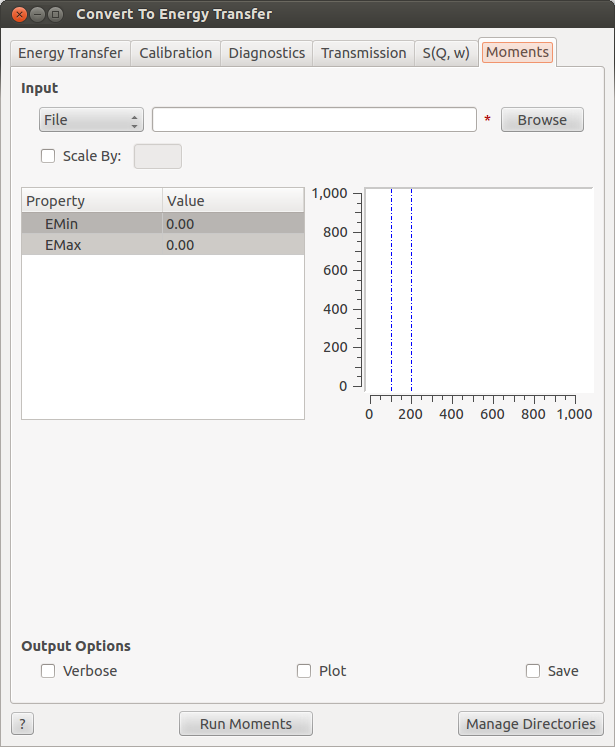 Convert To Energy Transfer
Energy Transfer Calibration Diagnostics Transmission S(Q, w) Moments
Input
File * Browse
Scale By:
Property Value
EMin 0.00
EMax 0.00
1,000
800
600
400
200
0
0 200 400 600 800 1,000
Output Options
Verbose Plot Save
? Run Moments Manage Directories